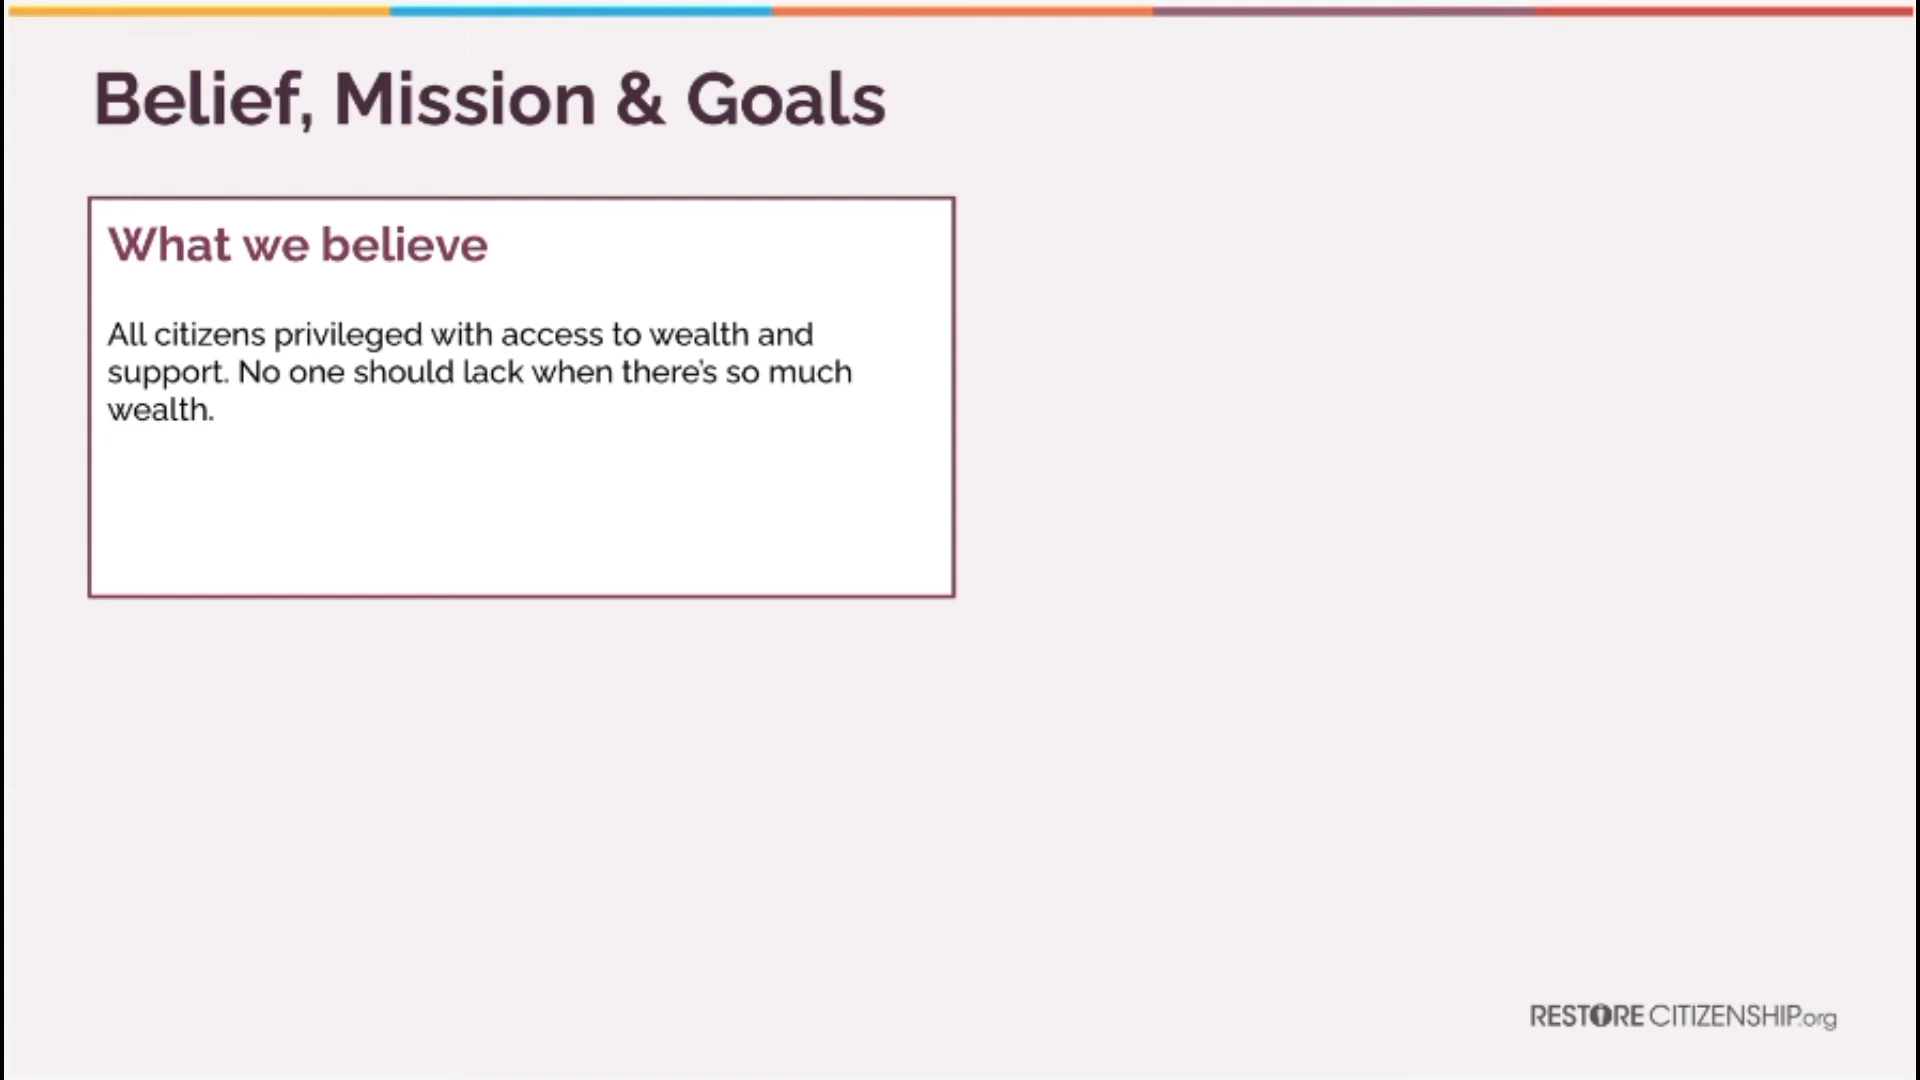 Belief, Mission & Goals
What we believe
All citizens privileged with access to wealth and
support. No one should lack when there's so much
wealth.
RESTORE CITIZENSHIP.org